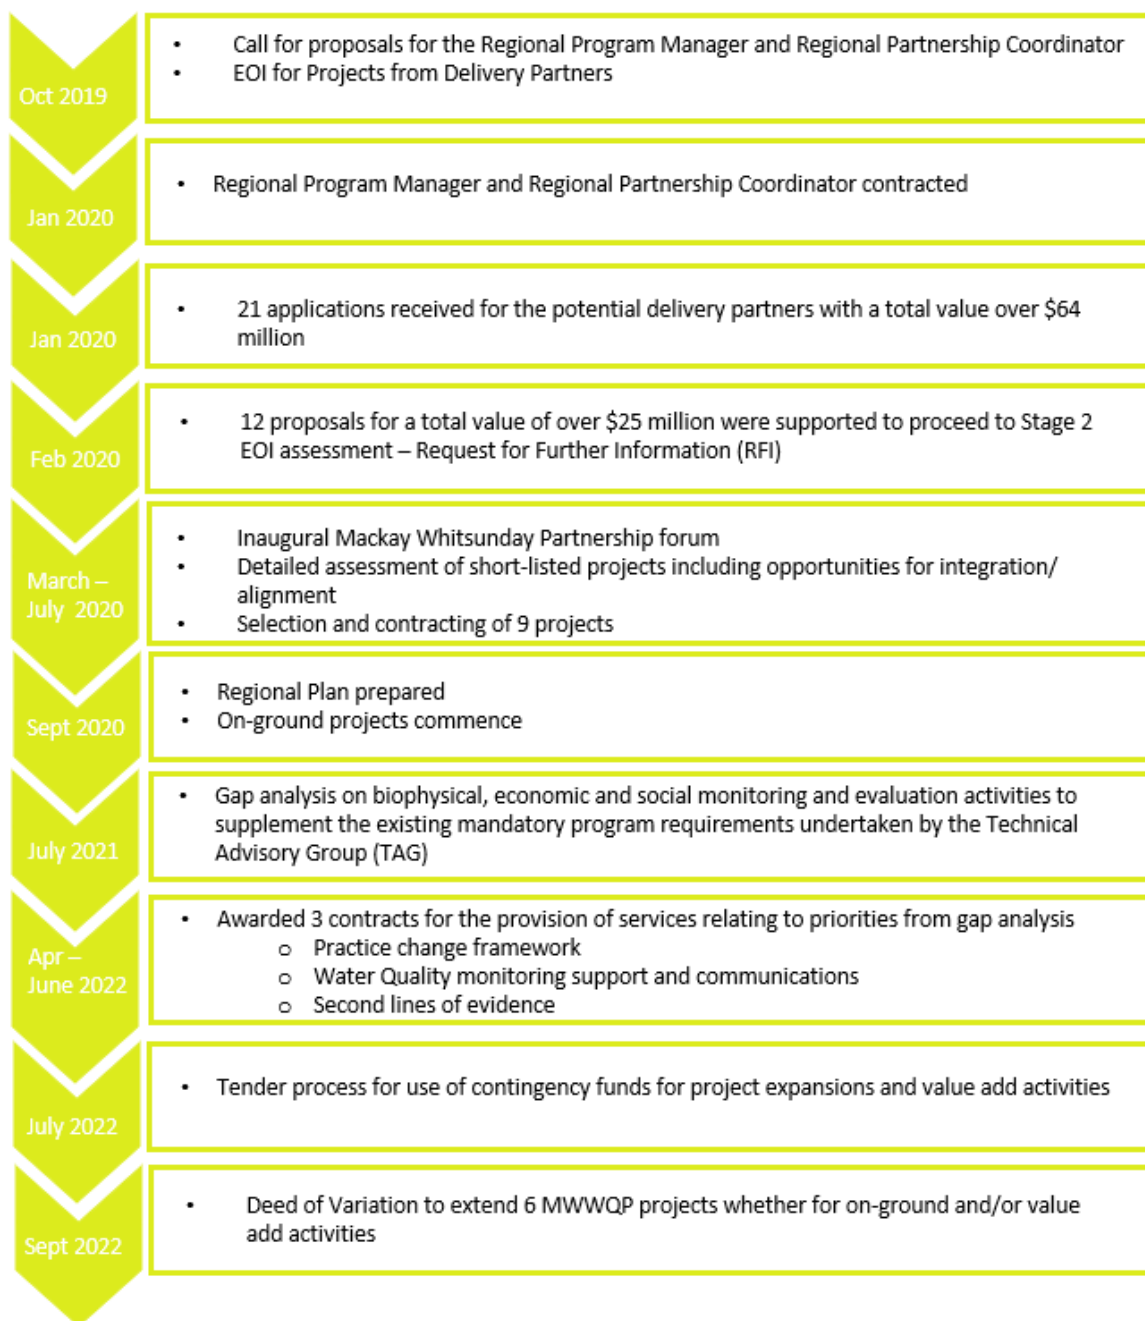 Oct 2019
• Call for proposals for the Regional Program Manager and Regional Partnership Coordinator
• EOI for Projects from Delivery Partners
Jan 2020
• Regional Program Manager and Regional Partnership Coordinator contracted
Jan 2020
• 21 applications received for the potential delivery partners with a total value over $64
million
Feb 2020
• 12 proposals for a total value of over $25 million were supported to proceed to Stage 2
EOI assessment – Request for Further Information (RFI)
March –
July 2020
• Inaugural Mackay Whitsunday Partnership forum
• Detailed assessment of short-listed projects including opportunities for integration/
alignment
• Selection and contracting of 9 projects
Sept 2020
• Regional Plan prepared
• On-ground projects commence
July 2021
• Gap analysis on biophysical, economic and social monitoring and evaluation activities to
supplement the existing mandatory program requirements undertaken by the Technical
Advisory Group (TAG)
Apr –
June 2022
• Awarded 3 contracts for the provision of services relating to priorities from gap analysis
o Practice change framework
o Water Quality monitoring support and communications
o Second lines of evidence
July 2022
• Tender process for use of contingency funds for project expansions and value add activities
Sept 2022
• Deed of Variation to extend 6 MWWQP projects whether for on-ground and/or value
add activities